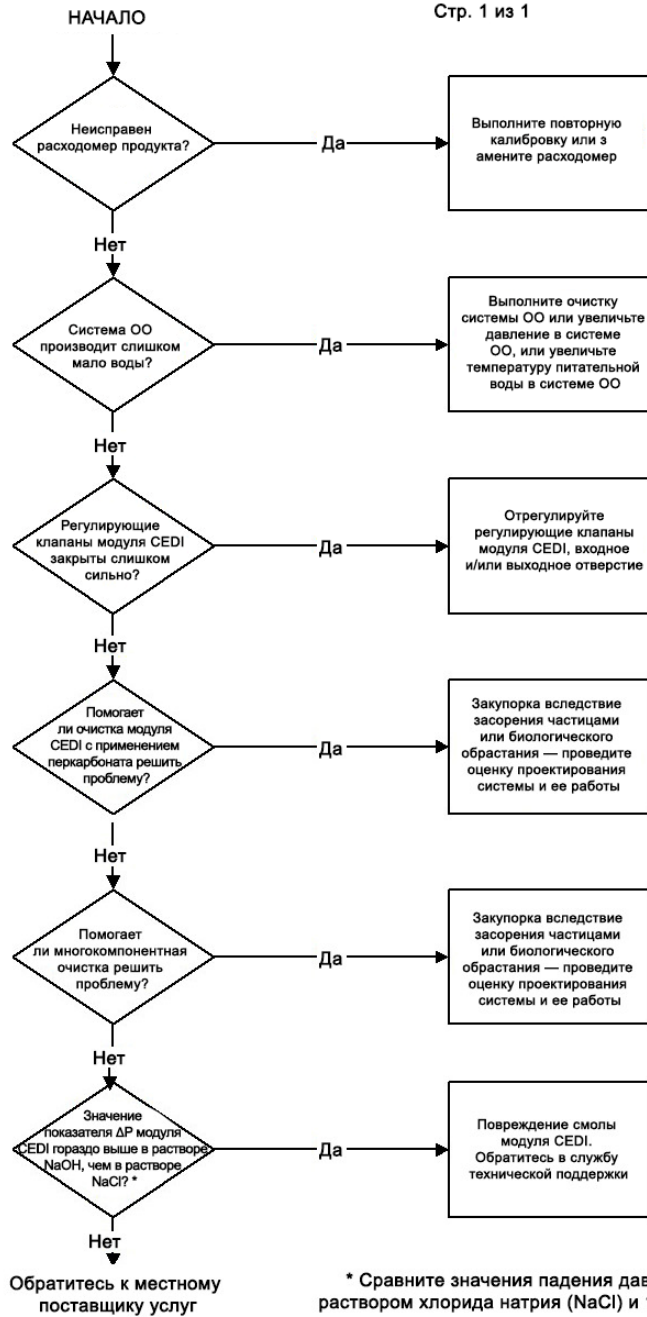 НАЧАЛО
Стр. 1 из 1
Неисправен
расходомер продукта?
Да
Выполните повторную
калибровку или з
амените расходомер
Нет
Система ОО
производит слишком
мало воды?
Да
Выполните очистку
системы ОО или увеличьте
давление в системе
ОО, или увеличьте
температуру питательной
воды в системе ОО
Нет
Регулирующие
клапаны модуля CEDI
закрыты слишком
сильно?
Да
Отрегулируйте
регулирующие клапаны
модуля CEDI, входное
и/или выходное отверстие
Нет
Помогает
ли очистка модуля
CEDI с применением
перкарбоната решить
проблему?
Да
Закупорка вследствие
засорения частицами
или биологического
обрастания — проведите
оценку проектирования
системы и ее работы
Нет
Помогает
ли многокомпонентная
очистка решить
проблему?
Да
Закупорка вследствие
засорения частицами
или биологического
обрастания — проведите
оценку проектирования
системы и ее работы
Нет
Значение
показателя ΔP модуля
CEDI гораздо выше в растворе
NaOH, чем в растворе
NaCl? *
Да
Повреждение смолы
модуля CEDI.
Обратитесь в службу
технической поддержки
Нет
Обратитесь к местному
поставщику услуг
* Сравните значения падения дав
раствором хлорида натрия (NaCl) и